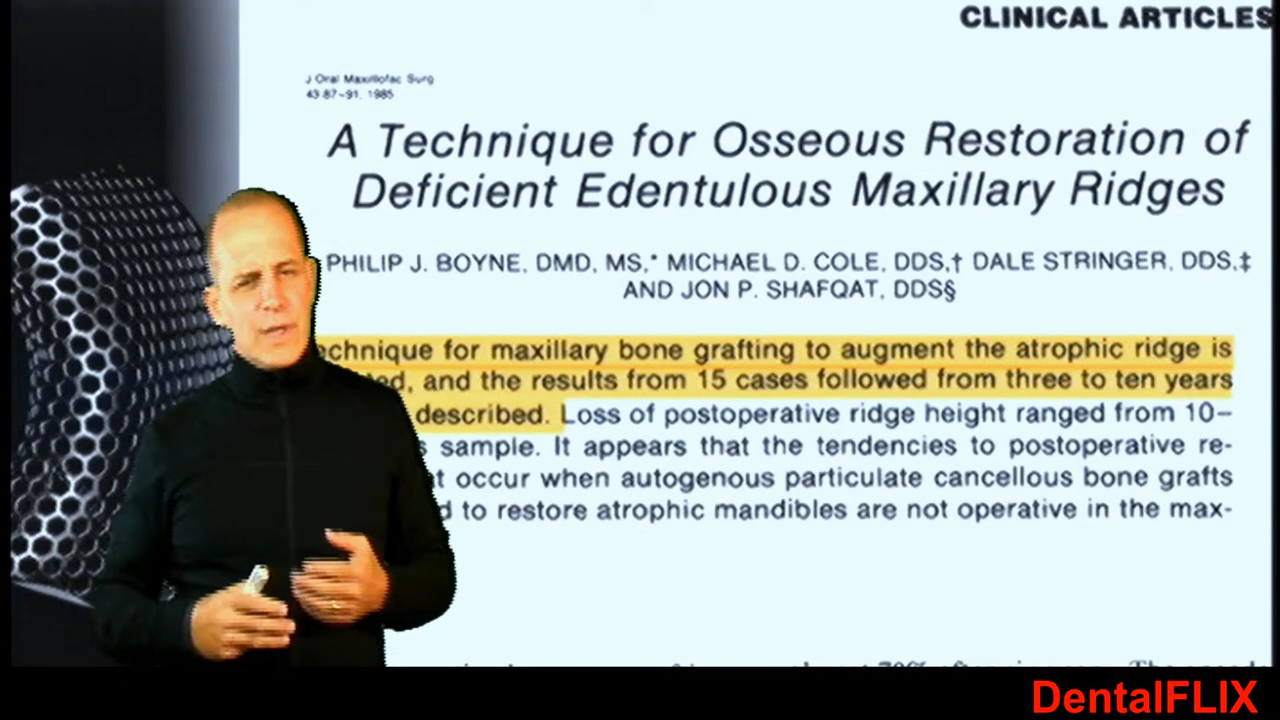 CLINICAL ARTICLES
J Oral Maxillofac Surg
43:87-91, 1985
A Technique for Osseous Restoration of
Deficient Edentulous Maxillary Ridges
PHILIP J. BOYNE, DMD, MS,* MICHAEL D. COLE, DDS,† DALE STRINGER, DDS,‡
AND JON P. SHAFQAT, DDS§
echnique for maxillary bone grafting to augment the atrophic ridge is
ed, and the results from 15 cases followed from three to ten years
described. Loss of postoperative ridge height ranged from 10–
sample. It appears that the tendencies to postoperative re-
t occur when autogenous particulate cancellous bone grafts
d to restore atrophic mandibles are not operative in the max-
DentalFLIX